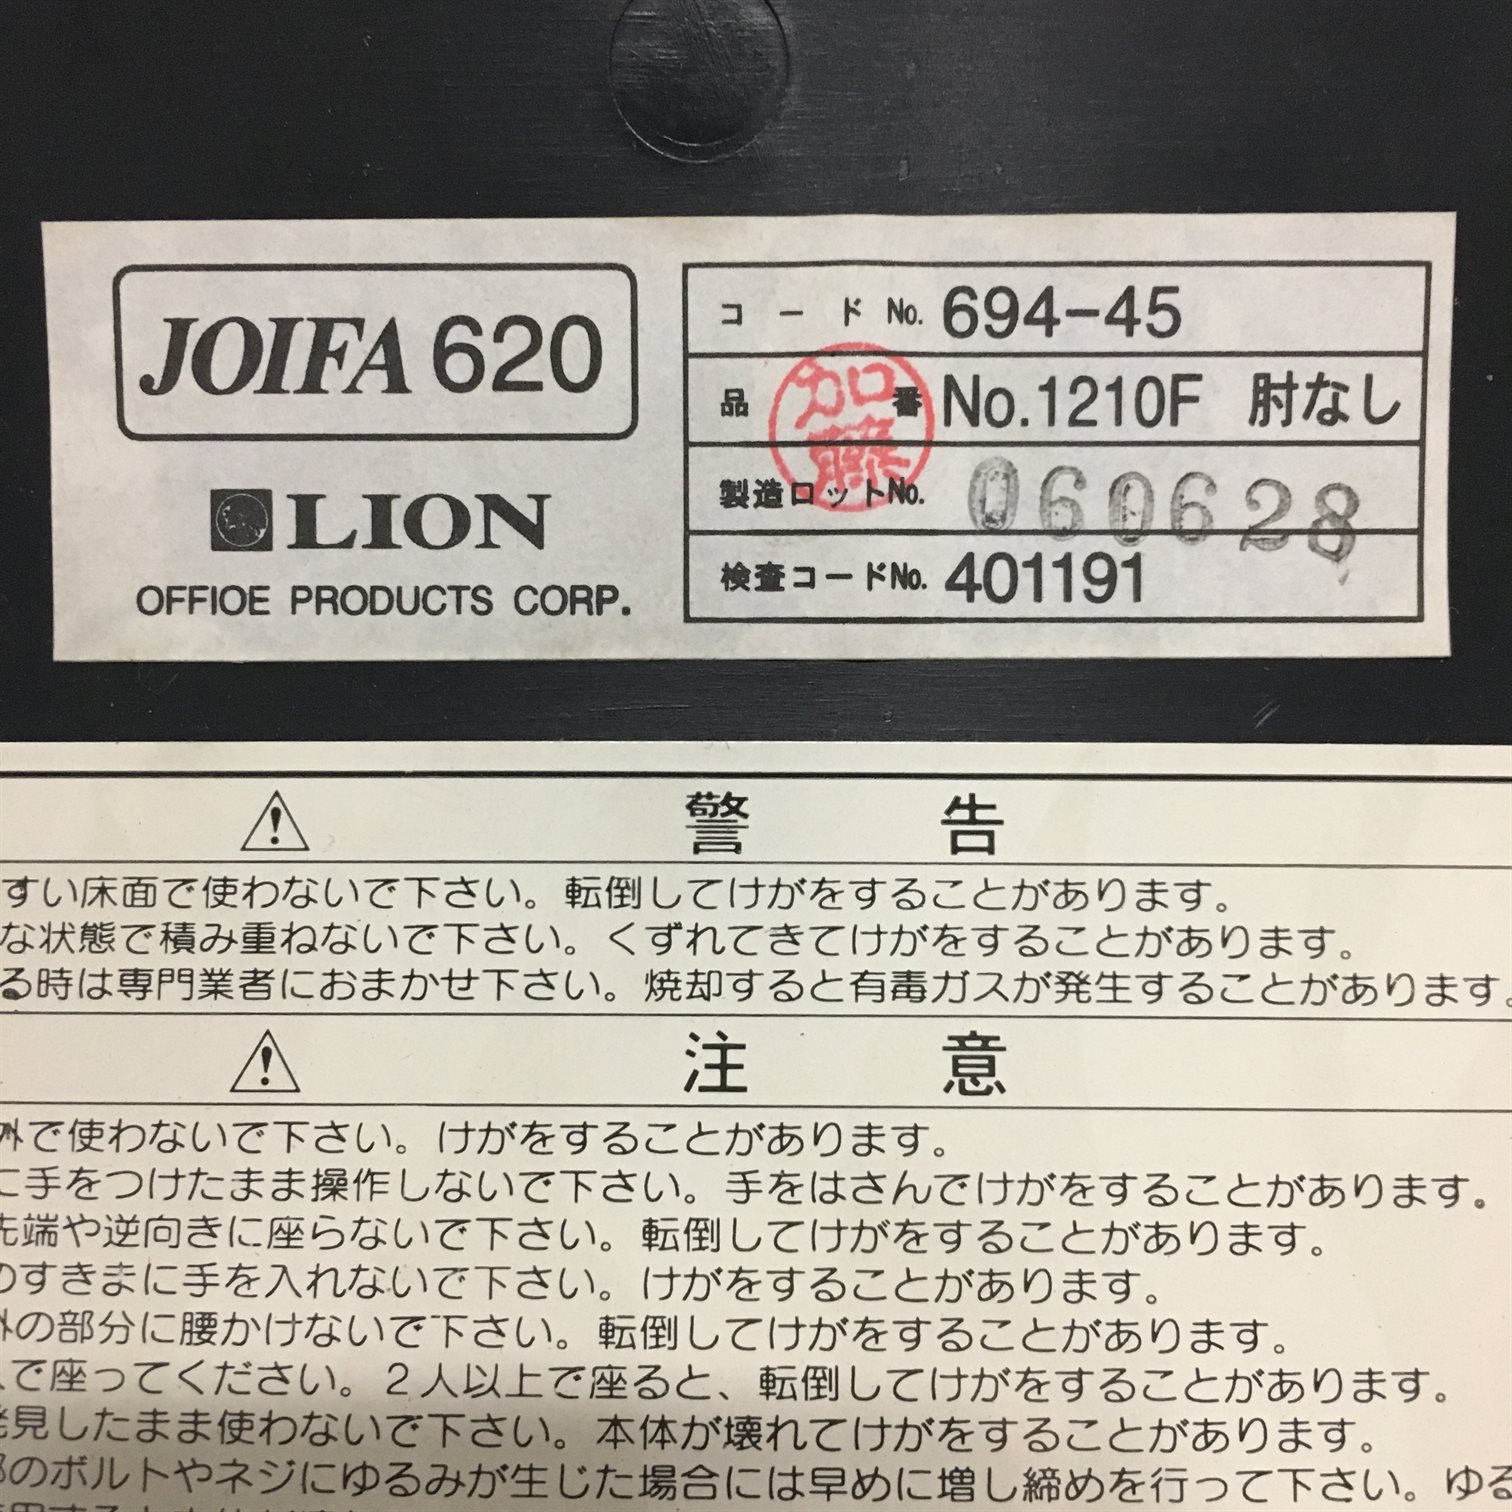 JOIFA 620
LION
OFFIOE PRODUCTS CORP.
コードNo. 694-45
品番 No.1210F 肘なし
加藤
製造ロットNo. 060628
検査コードNo. 401191
警告
すい床面で使わないで下さい。転倒してけがをすることがあります。
な状態で積み重ねないで下さい。くずれてきてけがをすることがあります。
る時は専門業者におまかせ下さい。焼却すると有毒ガスが発生することがあります。
注意
外で使わないで下さい。けがをすることがあります。
に手をつけたまま操作しないで下さい。手をはさんでけがをすることがあります。
先端や逆向きに座らないで下さい。転倒してけがをすることがあります。
のすきまに手を入れないで下さい。けがをすることがあります。
外の部分に腰かけないで下さい。転倒してけがをすることがあります。
で座ってください。2人以上で座ると、転倒してけがをすることがあります。
発見したまま使わないで下さい。本体が壊れてけがをすることがあります。
部のボルトやネジにゆるみが生じた場合には早めに増し締めを行って下さい。ゆる